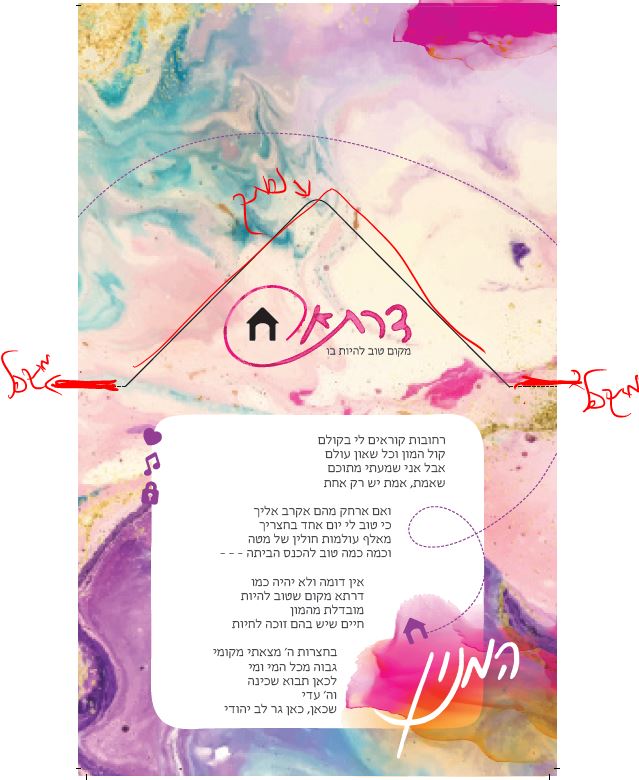 נחתך
דרתא
מקום טוב להיות בו
מקופל
מקופל
רחובות קוראים לי בקולם
קול המון וכל שאון עולם
אבל אני שמעתי מתוכם
שאמת, אמת יש רק אחת
ואם ארחק מהם אקרב אליך
כי טוב לי יום אחד בחצריך
מאלף עולמות חולין של מטה
וכמה כמה טוב להכנס הביתה - - -
אין דומה ולא יהיה כמו
דרתא מקום שטוב להיות
מובדלת מהמון
חיים שיש בהם זוכה לחיות
בחצרות ה׳ מצאתי מקומי
גבוה מכל המי ומי
לכאן תבוא שכינה
וה׳ עדי
שכאן, כאן גר לב יהודי
המנון